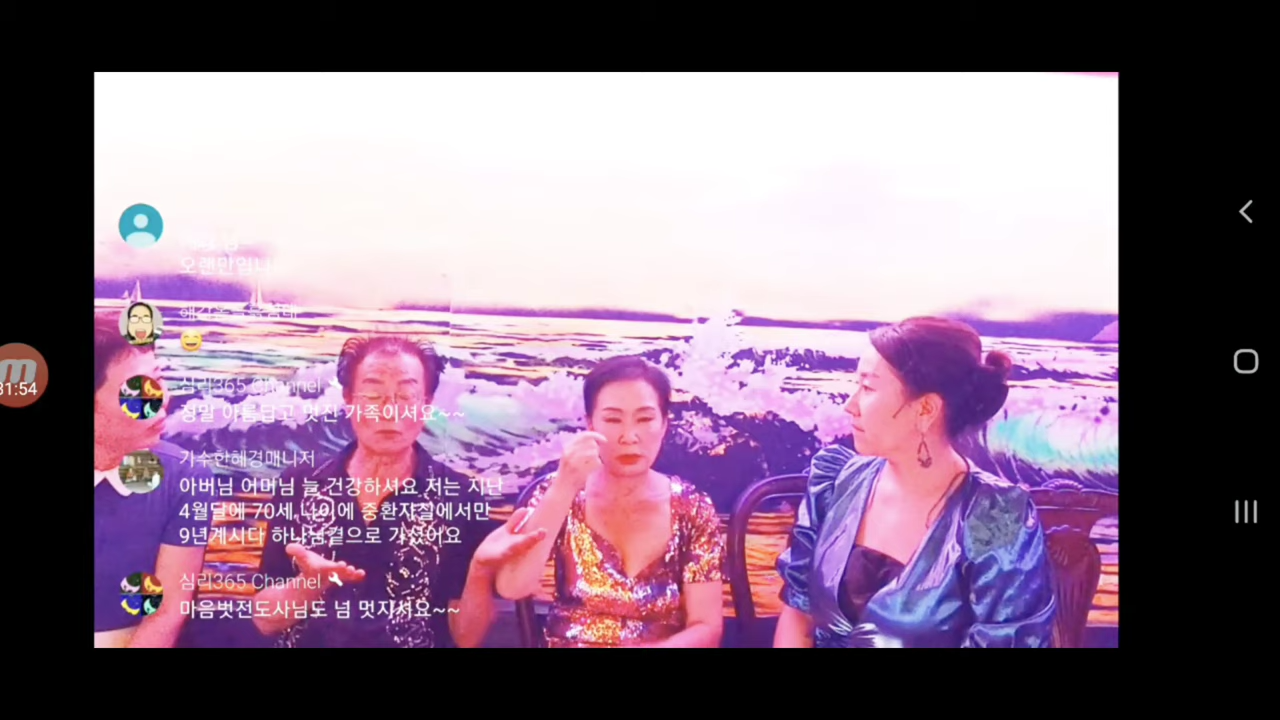 오랜만입니
😄
31:54
심리365 Channel
정말 아름답고 멋진 가족이셔요~~
가수한혜경매니저
아버님 어머님 늘 건강하셔요 저는 지난
4월달에 70세 나이에 중환자실에서만
9년계시다 하나님곁으로 가셨어요
심리365 Channel
마음벗전도사님도 넘 멋지셔요~~